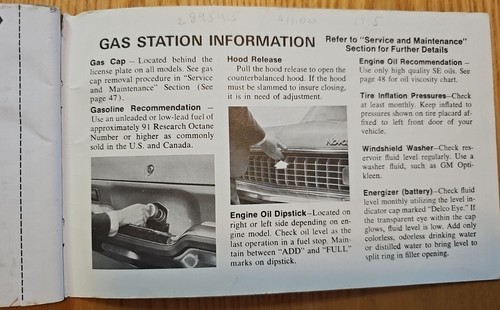 GAS STATION INFORMATION
Refer to "Service and Maintenance"
Section for Further Details
Gas Cap – Located behind the
license plate on all models. See gas
cap removal procedure in "Service
and Maintenance" Section (See
page 47).
Gasoline Recommendation –
Use an unleaded or low-lead fuel of
approximately 91 Research Octane
Number or higher as commonly
sold in the U.S. and Canada.
Hood Release
Pull the hood release to open the
counterbalanced hood. If the hood
must be slammed to insure closing,
it is in need of adjustment.
Engine Oil Dipstick–Located on
right or left side depending on en-
gine model. Check oil level as the
last operation in a fuel stop. Main-
tain between "ADD" and "FULL"
marks on dipstick.
Engine Oil Recommendation –
Use only high quality SE oils. See
page 48 for oil viscosity chart.
Tire Inflation Pressures–Check
at least monthly. Keep inflated to
pressures shown on tire placard af-
fixed to left front door of your
vehicle.
Windshield Washer–Check res-
ervoir fluid level regularly. Use a
washer fluid, such as GM Opti-
kleen.
Energizer (battery)–Check fluid
level monthly utilizing the level in-
dicator cap marked "Delco Eye." If
the transparent eye within the cap
glows, fluid level is low. Add only
colorless, odorless drinking water
or distilled water to bring level to
split ring in filler opening.